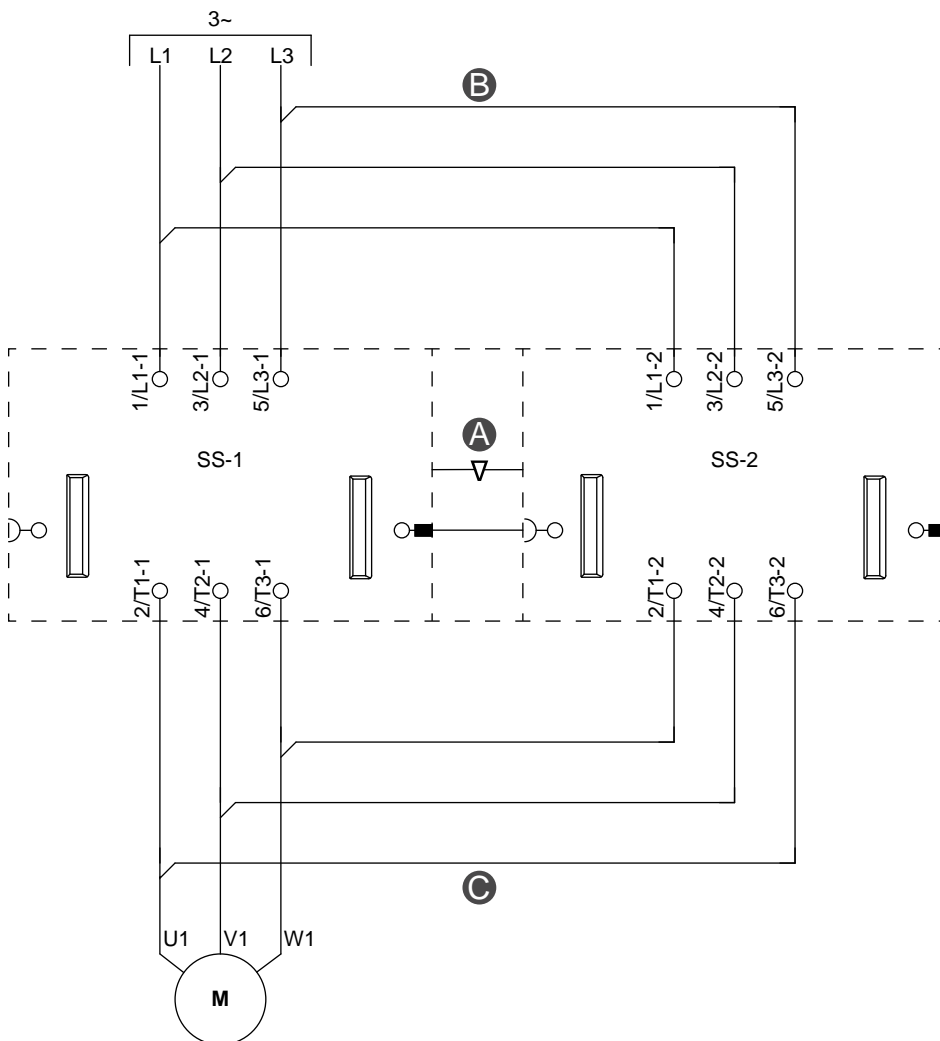 3~
L1 L2 L3
B
1/L1-1 3/L2-1 5/L3-1 1/L1-2 3/L2-2 5/L3-2
A
SS-1 SS-2
2/T1-1 4/T2-1 6/T3-1 2/T1-2 4/T2-2 6/T3-2
C
U1 V1 W1
M